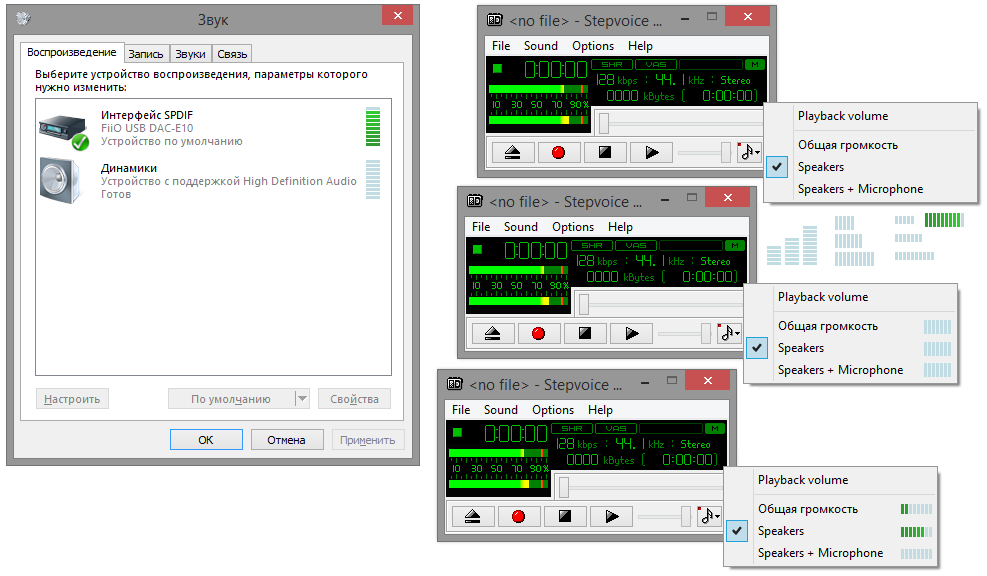 Звук
Воспроизведение Запись Звуки Связь
Выберите устройство воспроизведения, параметры которого
нужно изменить:
Интерфейс SPDIF
FiiO USB DAC-E10
Устройство по умолчанию
Динамики
Устройство с поддержкой High Definition Audio
Готов
Настроить По умолчанию Свойства
OK Отмена Применить
<no file> - Stepvoice ...
File Sound Options Help
SHR VAS M
0:00:00
128 kbps : 44.1 kHz : Stereo
0000 kBytes ( 0:00:00)
10 30 50 70 90%
Playback volume
Общая громкость
Speakers
Speakers + Microphone
<no file> - Stepvoice ...
File Sound Options Help
SHR VAS M
0:00:00
128 kbps : 44.1 kHz : Stereo
0000 kBytes ( 0:00:00)
10 30 50 70 90%
Playback volume
Общая громкость
Speakers
Speakers + Microphone
<no file> - Stepvoice ...
File Sound Options Help
SHR VAS M
0:00:00
128 kbps : 44.1 kHz : Stereo
0000 kBytes ( 0:00:00)
10 30 50 70 90%
Playback volume
Общая громкость
Speakers
Speakers + Microphone